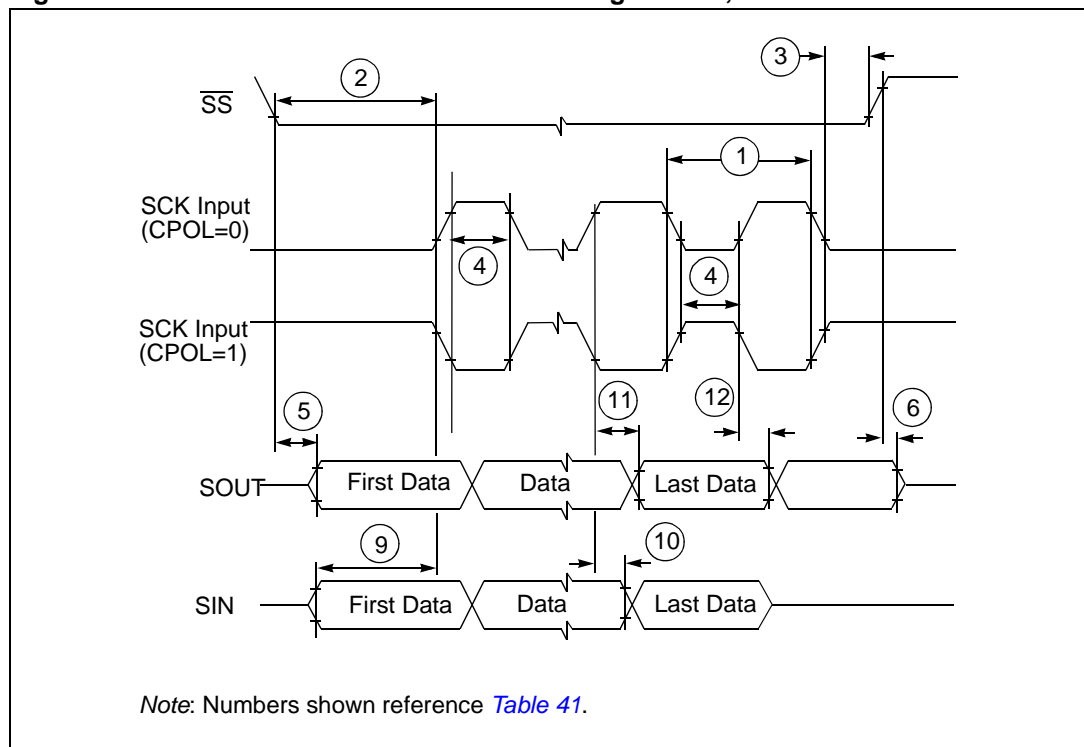 3
2
SS
1
SCK Input
(CPOL=0)
4
4
SCK Input
(CPOL=1)
11
12
5
6
SOUT
First Data
Data
Last Data
9
10
SIN
First Data
Data
Last Data
Note: Numbers shown reference Table 41.